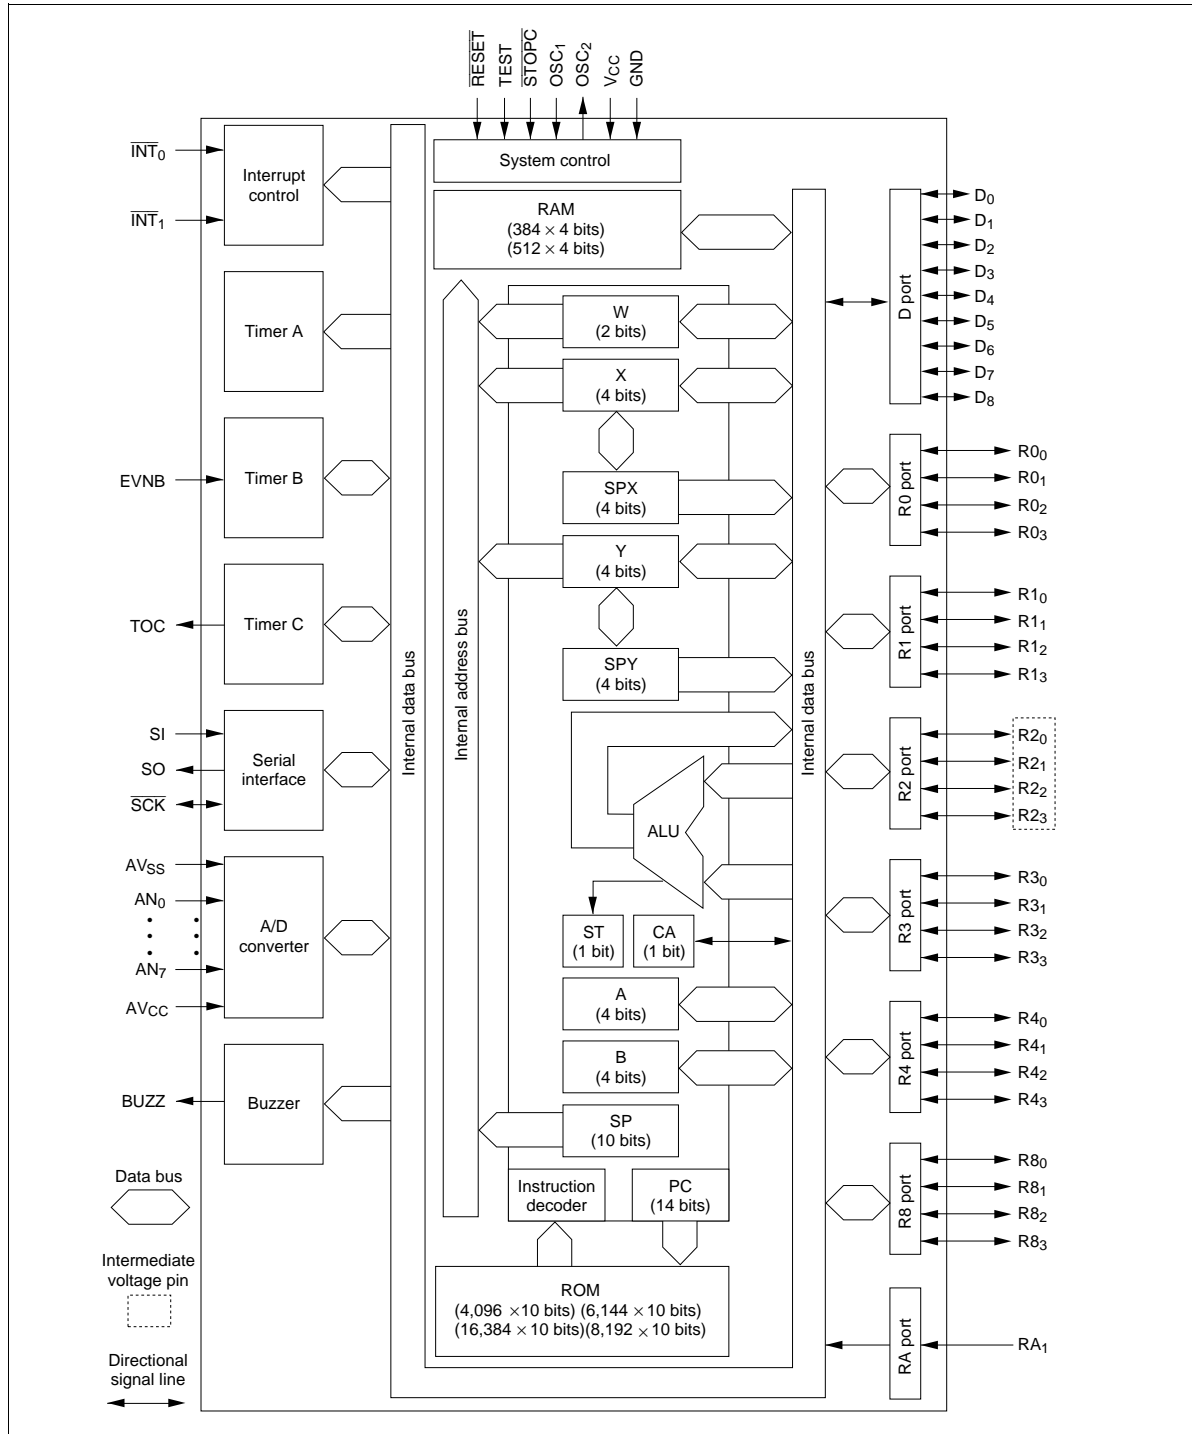 RESET
TEST
STOPC
OSC1
OSC2
VCC
GND
System control
INT0
INT1
Interrupt
control
RAM
(384 × 4 bits)
(512 × 4 bits)
Timer A
EVNB
Timer B
TOC
Timer C
SI
SO
SCK
Serial
interface
AVSS
AN0
AN7
AVCC
A/D
converter
BUZZ
Buzzer
Internal data bus
Internal address bus
W
(2 bits)
X
(4 bits)
SPX
(4 bits)
Y
(4 bits)
SPY
(4 bits)
ALU
ST
(1 bit)
CA
(1 bit)
A
(4 bits)
B
(4 bits)
SP
(10 bits)
Instruction
decoder
PC
(14 bits)
ROM
(4,096 ×10 bits) (6,144 × 10 bits)
(16,384 × 10 bits)(8,192 × 10 bits)
Internal data bus
D port
D0
D1
D2
D3
D4
D5
D6
D7
D8
R0 port
R00
R01
R02
R03
R1 port
R10
R11
R12
R13
R2 port
R20
R21
R22
R23
R3 port
R30
R31
R32
R33
R4 port
R40
R41
R42
R43
R8 port
R80
R81
R82
R83
RA port
RA1
Data bus
Intermediate
voltage pin
Directional
signal line